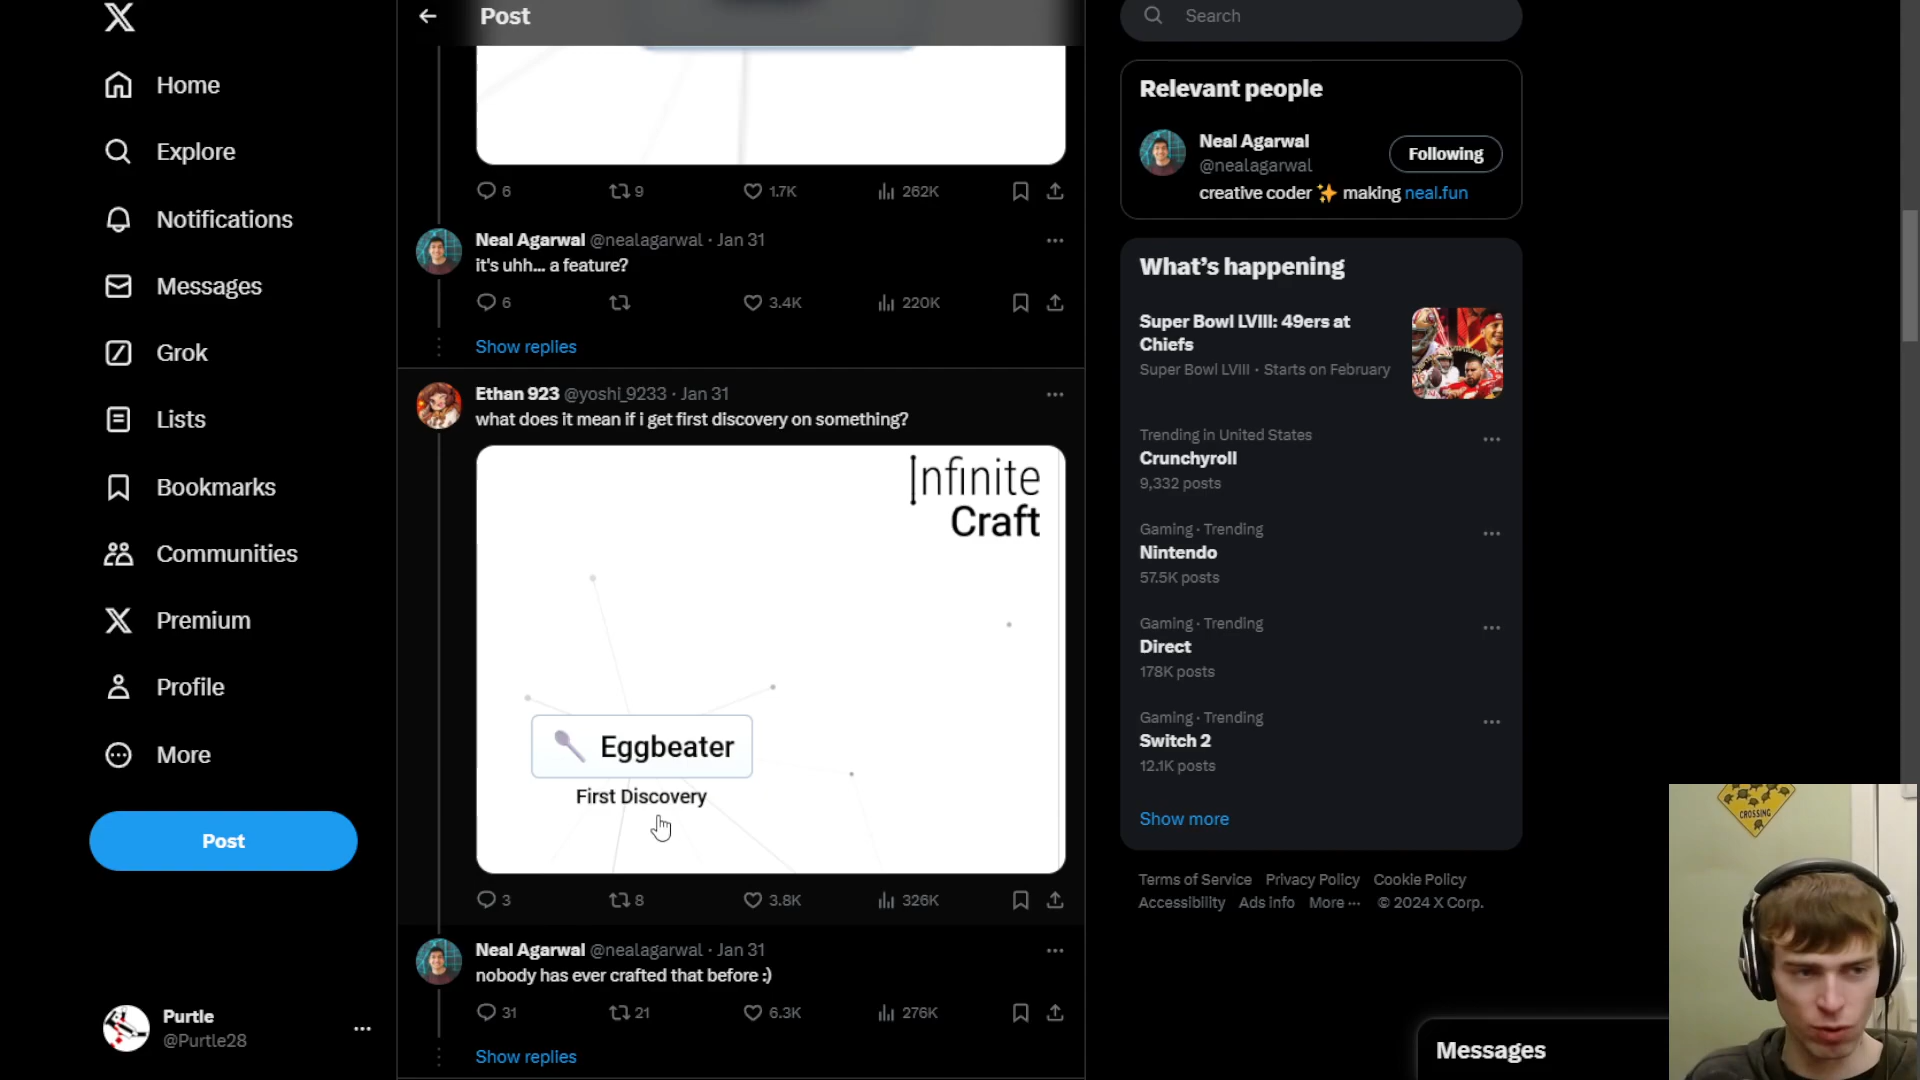 Home
Explore
Notifications
Messages
Grok
Lists
Bookmarks
Communities
Premium
Profile
More
Post
Purtle
@Purtle28
Post
6 9 1.7K 262K
Neal Agarwal @nealagarwal · Jan 31
it's uhh... a feature?
6 3.4K 220K
Show replies
Ethan 923 @yoshi_9233 · Jan 31
what does it mean if i get first discovery on something?
Infinite
Craft
Eggbeater
First Discovery
3 8 3.8K 326K
Neal Agarwal @nealagarwal · Jan 31
nobody has ever crafted that before :)
31 21 6.3K 276K
Show replies
Search
Relevant people
Neal Agarwal
@nealagarwal
Following
creative coder ✨ making neal.fun
What's happening
Super Bowl LVIII: 49ers at
Chiefs
Super Bowl LVIII · Starts on February
Trending in United States
Crunchyroll
9,332 posts
Gaming · Trending
Nintendo
57.5K posts
Gaming · Trending
Direct
178K posts
Gaming · Trending
Switch 2
12.1K posts
Show more
Terms of Service Privacy Policy Cookie Policy
Accessibility Ads info More ··· © 2024 X Corp.
CROSSING
Messages